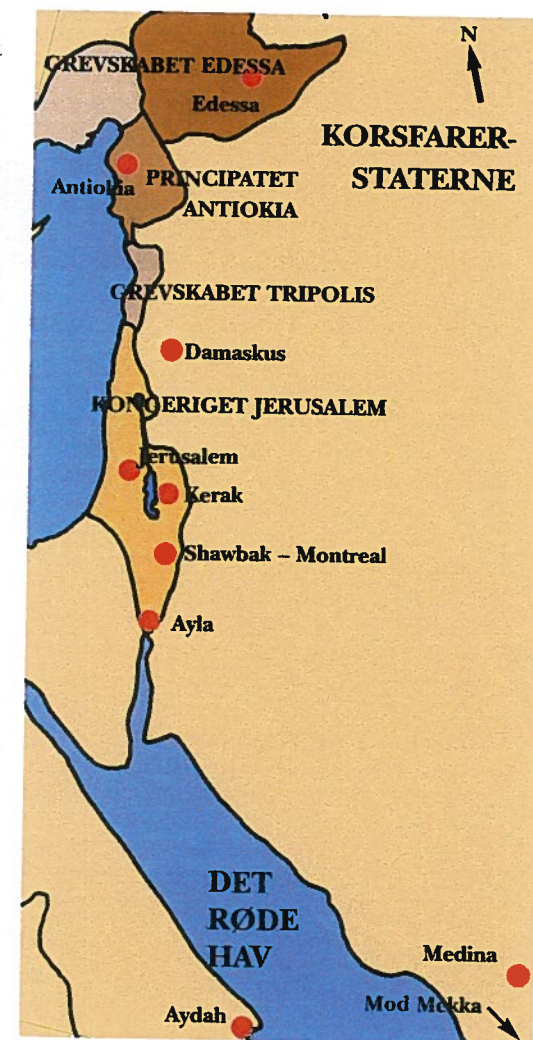 N
GREVSKABET EDESSA
Edessa
KORSFARER-
STATERNE
Antiokia
PRINCIPATET
ANTIOKIA
GREVSKABET TRIPOLIS
Damaskus
KONGERIGET JERUSALEM
Jerusalem
Kerak
Shawbak – Montreal
Ayla
DET
RØDE
HAV
Medina
Mod Mekka
Aydah